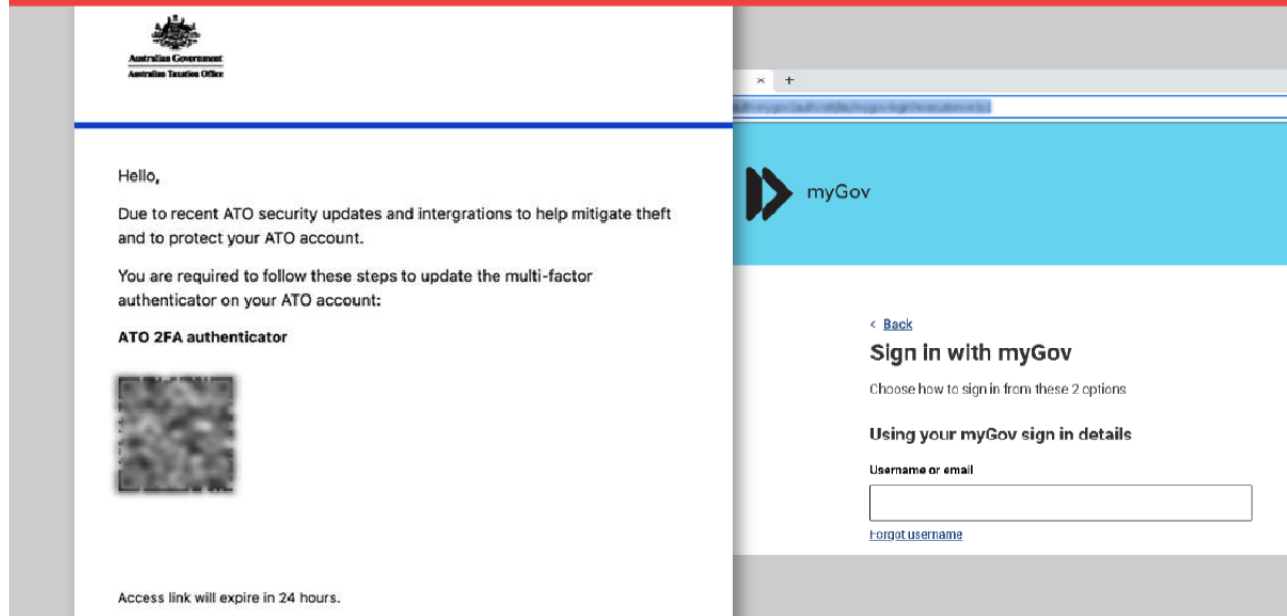 Australian Government
Australian Taxation Office
Hello,
Due to recent ATO security updates and intergrations to help mitigate theft
and to protect your ATO account.
You are required to follow these steps to update the multi-factor
authenticator on your ATO account:
ATO 2FA authenticator
Access link will expire in 24 hours.
myGov
< Back
Sign in with myGov
Choose how to sign in from these 2 options
Using your myGov sign in details
Username or email
Forgot username